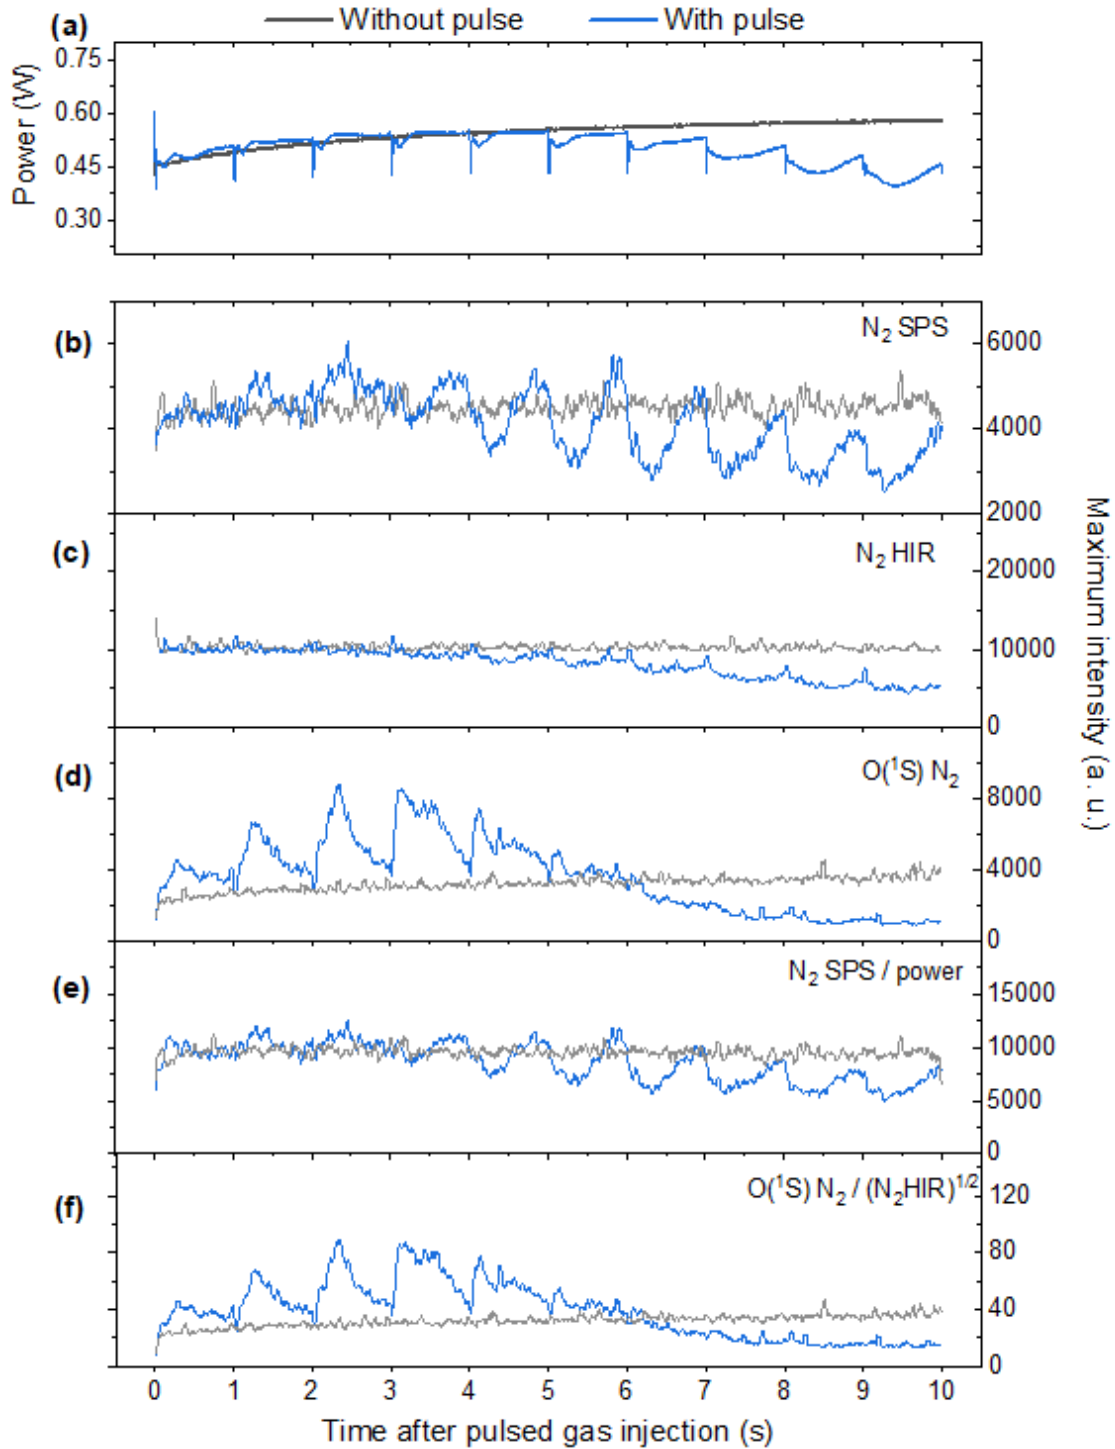 (a) Without pulse With pulse
0.75
0.60
0.45
0.30
Power (W)
(b) N₂ SPS
6000
4000
2000
(c) N₂ HIR
20000
10000
0
(d) O(¹S) N₂
8000
4000
0
(e) N₂ SPS / power
15000
10000
5000
0
(f) O(¹S) N₂ / (N₂HIR)¹/²
120
80
40
0
Maximum intensity (a. u.)
0 1 2 3 4 5 6 7 8 9 10
Time after pulsed gas injection (s)